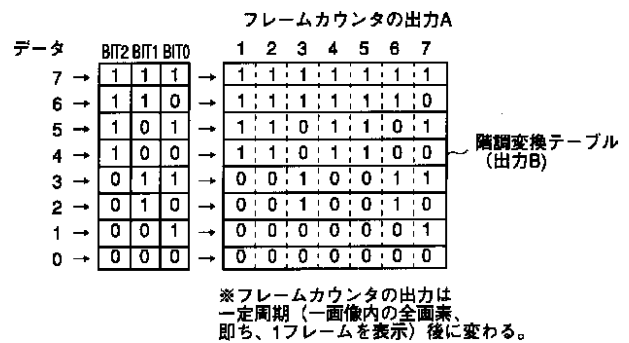 フレームカウンタの出力A
データ BIT2 BIT1 BIT0 1 2 3 4 5 6 7
7 → 1 1 1 → 1 1 1 1 1 1 1
6 → 1 1 0 → 1 1 1 1 1 1 0
5 → 1 0 1 → 1 1 0 1 1 0 1
4 → 1 0 0 → 1 1 0 1 1 0 0
3 → 0 1 1 → 0 0 1 0 0 1 1
2 → 0 1 0 → 0 0 1 0 0 1 0
1 → 0 0 1 → 0 0 0 0 0 0 1
0 → 0 0 0 → 0 0 0 0 0 0 0
階調変換テーブル
(出力B)
※フレームカウンタの出力は
一定周期(一画像内の全画素、
即ち、1フレームを表示)後に変わる。